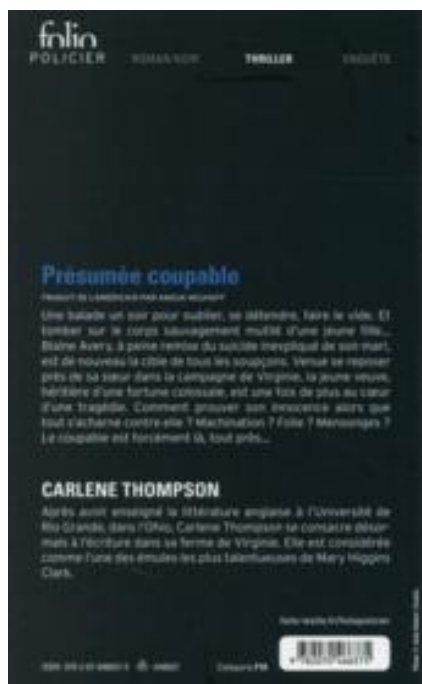 folio
POLICIER
ROMAN NOIR THRILLER ENQUÊTE
Présumée coupable
TRADUIT DE L'AMÉRICAIN PAR
Une balade un soir pour oublier, se détendre, faire le vide. Et
tomber sur le corps sauvagement mutilé d'une jeune fille...
Blaine Avery, à peine remise du suicide inexpliqué de son mari,
est de nouveau la cible de tous les soupçons. Venue se reposer
près de sa sœur dans la campagne de Virginie, la jeune veuve,
héritière d'une fortune colossale, est une fois de plus au cœur
d'une tragédie. Comment prouver son innocence alors que
tout s'acharne contre elle ? Machination ? Folie ? Mensonges ?
Le coupable est forcément là, tout près...
CARLENE THOMPSON
Après avoir enseigné la littérature anglaise à l'Université de
Rio Grande, dans l'Ohio, Carlene Thompson se consacre désor-
mais à l'écriture dans sa ferme de Virginie. Elle est considérée
comme l'une des émules les plus talentueuses de Mary Higgins
Clark.